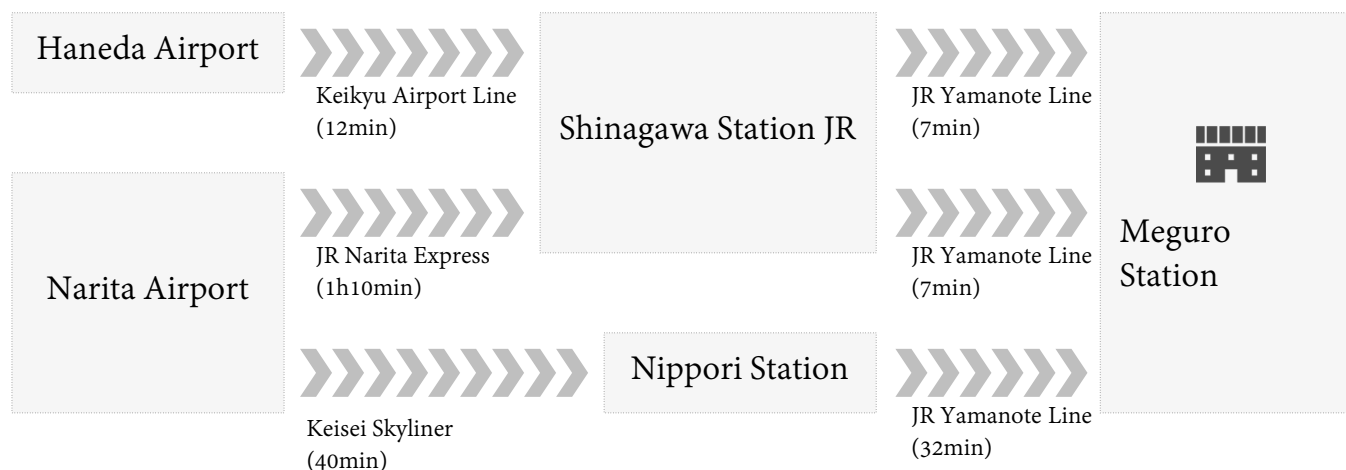 Haneda Airport
Keikyu Airport Line
(12min)
Shinagawa Station JR
JR Yamanote Line
(7min)
Narita Airport
JR Narita Express
(1h10min)
JR Yamanote Line
(7min)
Meguro
Station
Keisei Skyliner
(40min)
Nippori Station
JR Yamanote Line
(32min)